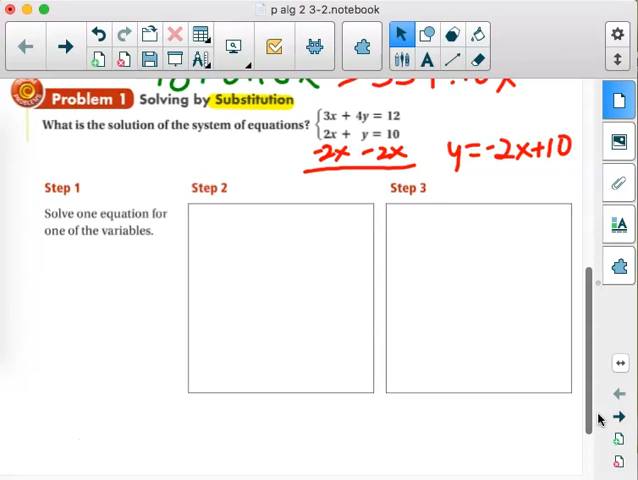 p alg 2 3-2.notebook
Problem 1 Solving by Substitution
What is the solution of the system of equations? 3x + 4y = 12
2x + y = 10
-2x -2x y=-2x+10
Step 1 Step 2 Step 3
Solve one equation for
one of the variables.